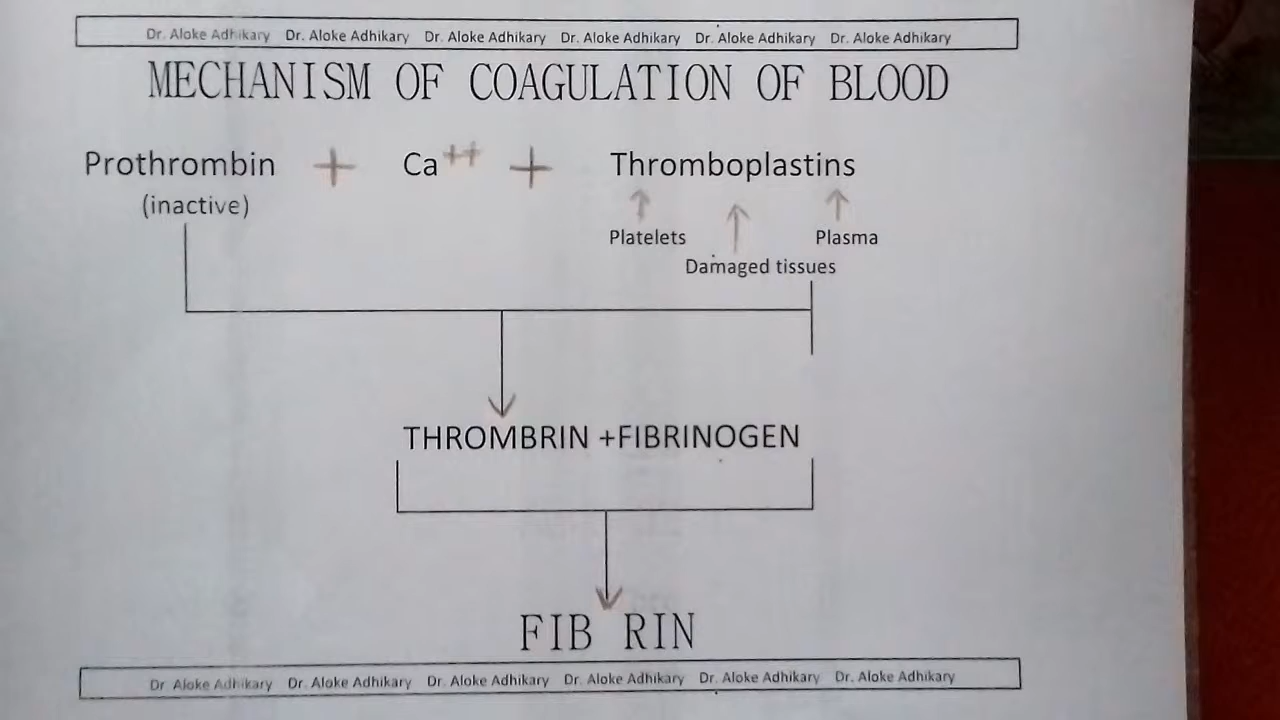 Dr. Aloke Adhikary Dr. Aloke Adhikary Dr. Aloke Adhikary Dr. Aloke Adhikary Dr. Aloke Adhikary Dr. Aloke Adhikary
MECHANISM OF COAGULATION OF BLOOD
Prothrombin + Ca++ + Thromboplastins
(inactive)
Platelets Plasma
Damaged tissues
THROMBRIN +FIBRINOGEN
FIB RIN
Dr Aloke Adhikary Dr. Aloke Adhikary Dr. Aloke Adhikary Dr. Aloke Adhikary Dr. Aloke Adhikary Dr. Aloke Adhikary